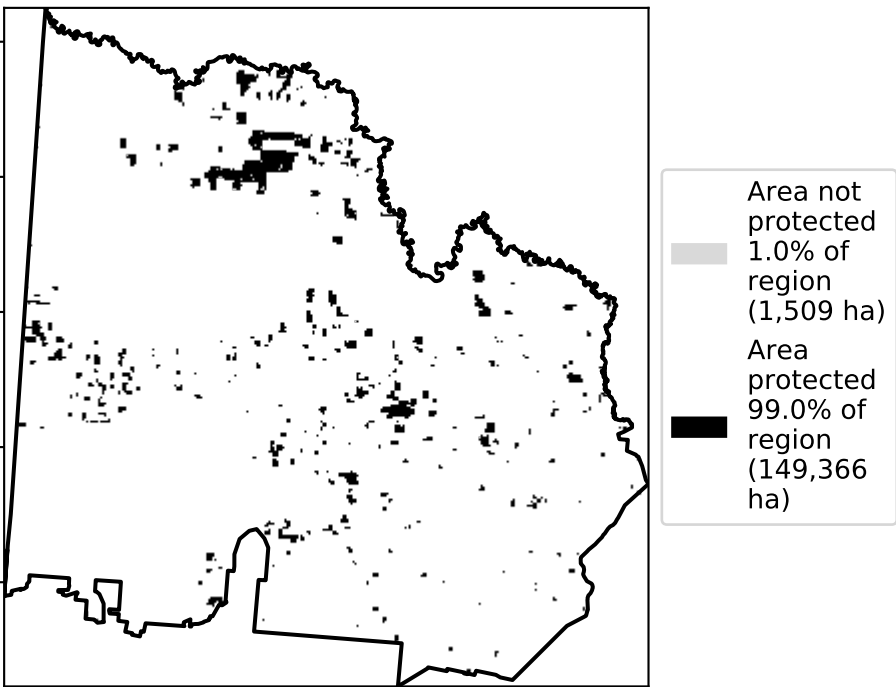 Area not
protected
1.0% of
region
(1,509 ha)
Area
protected
99.0% of
region
(149,366
ha)